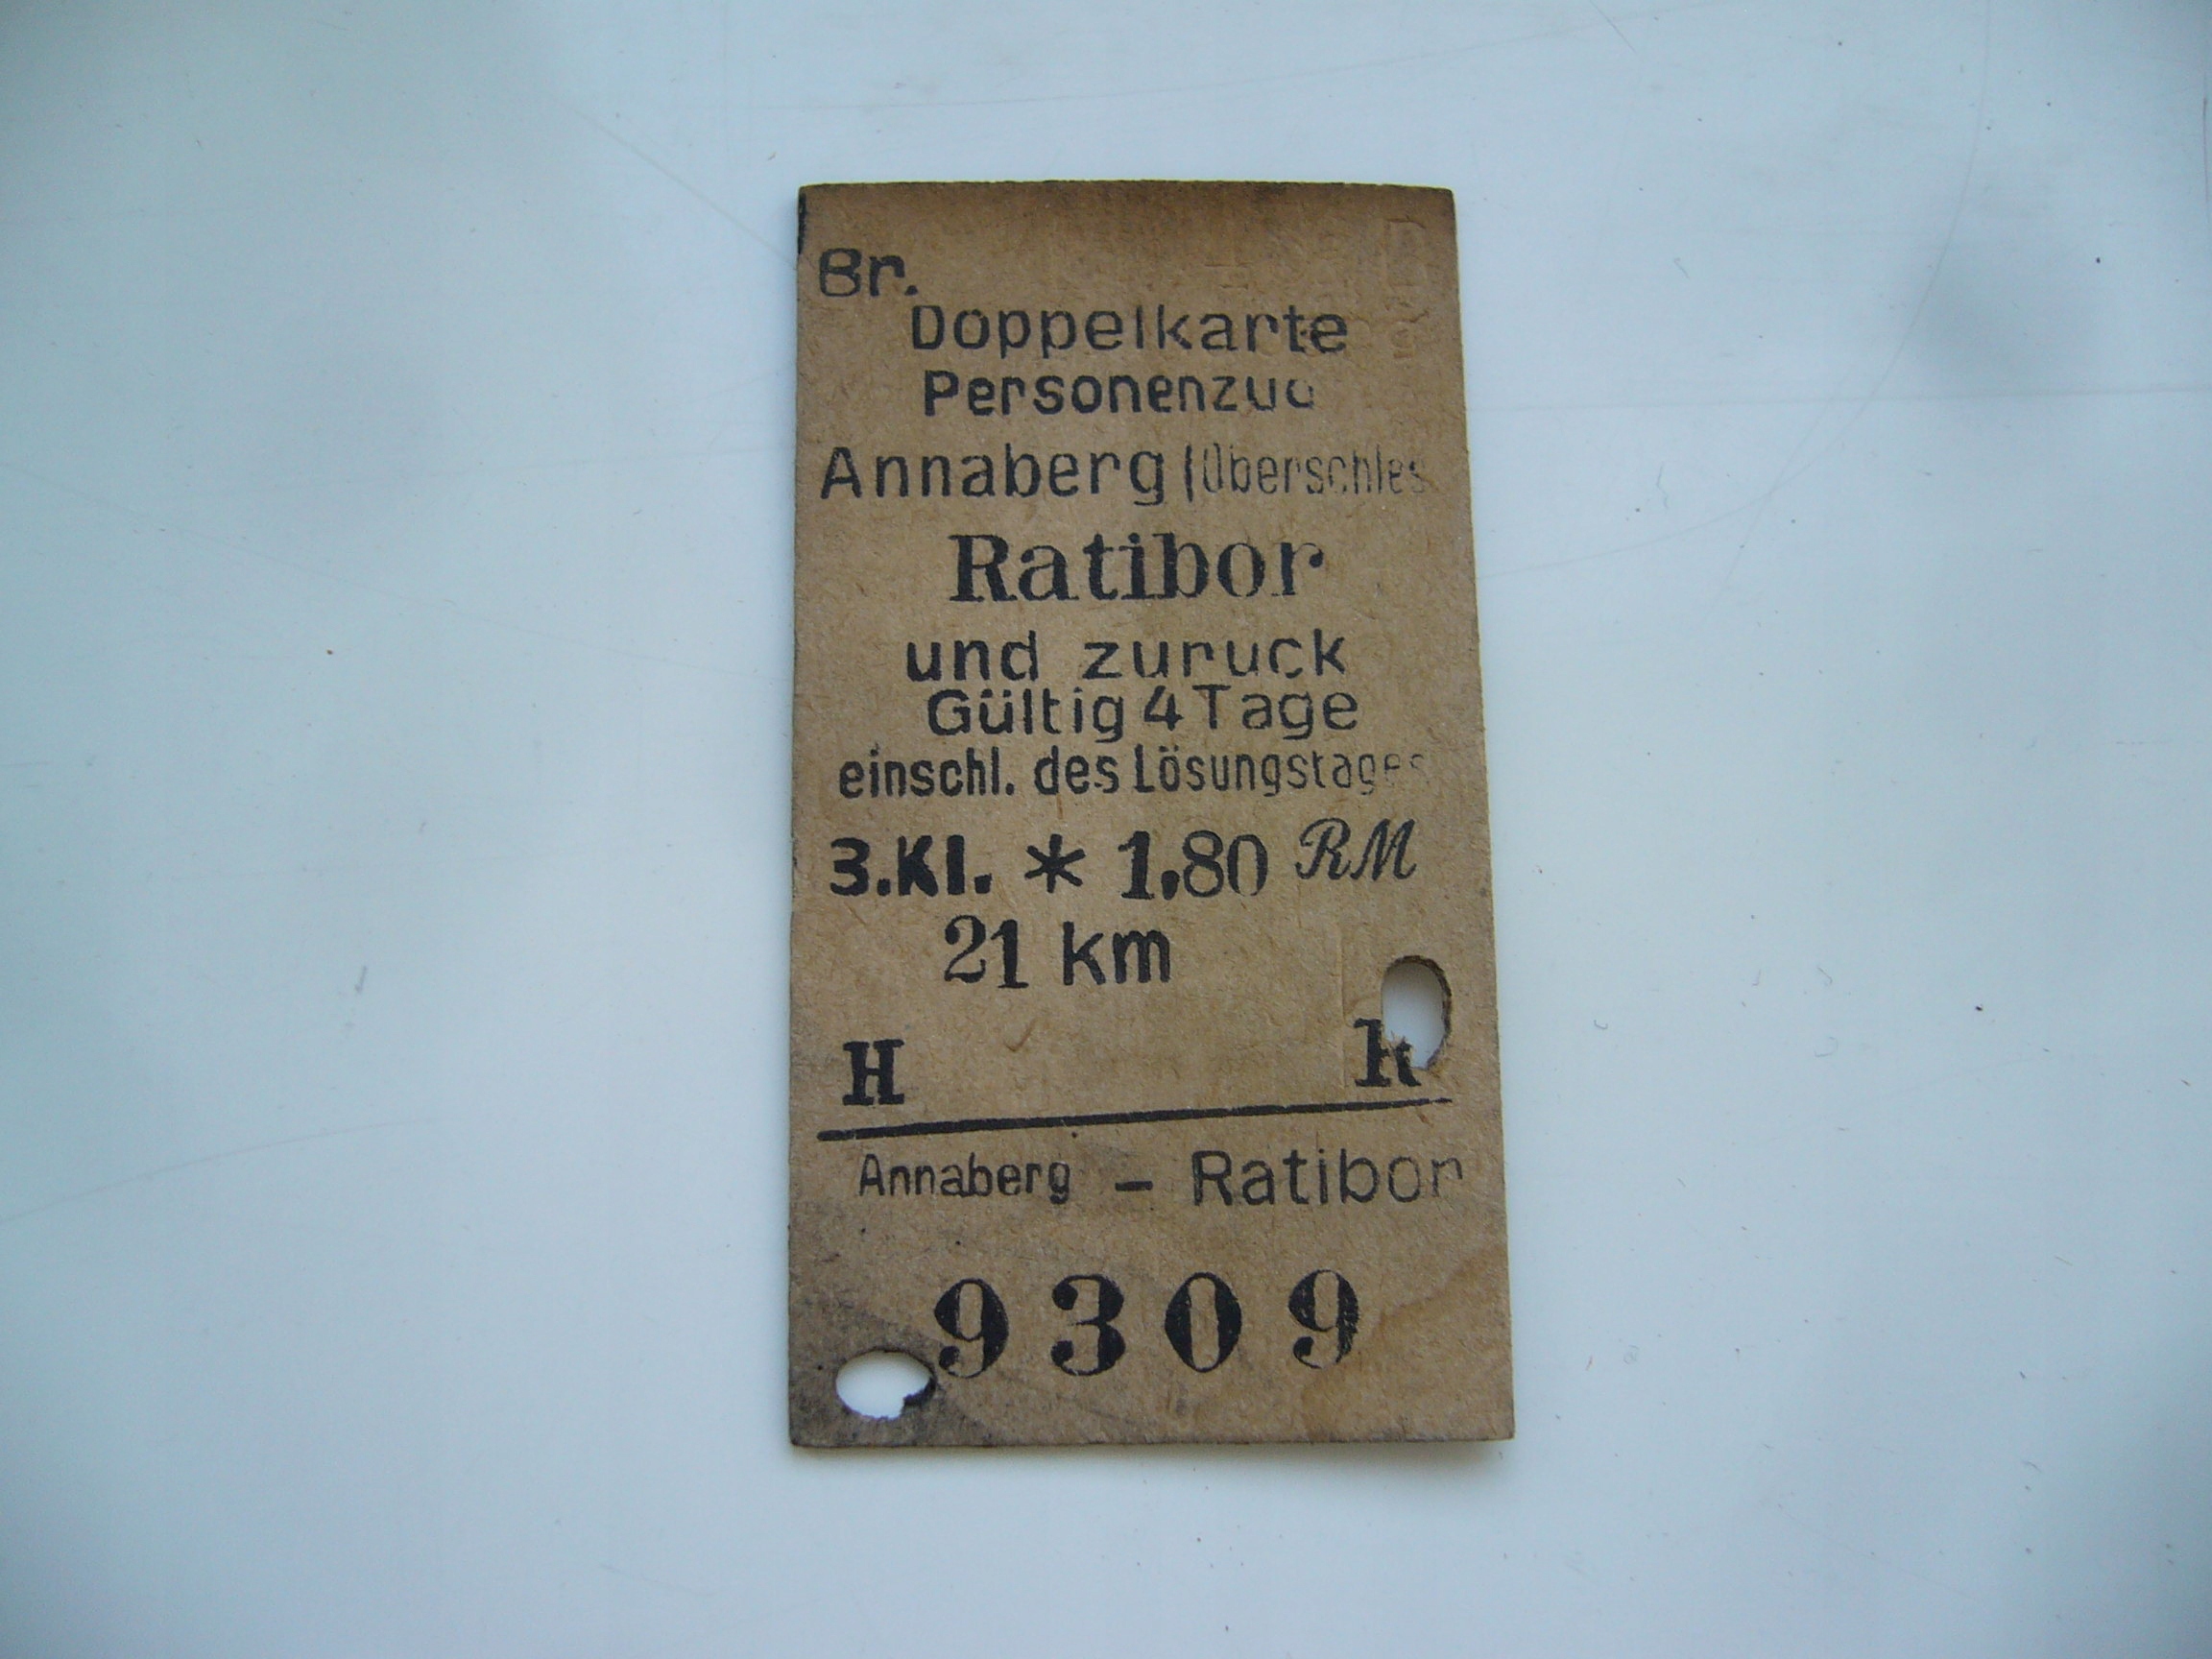 Br.
Doppelkarte
Personenzug
Annaberg (Oberschles
Ratibor
und zuruck
Gültig 4 Tage
einschl. des Lösungstages
3.Kl. * 1,80 RM
21 km
H R
Annaberg - Ratibor
9309